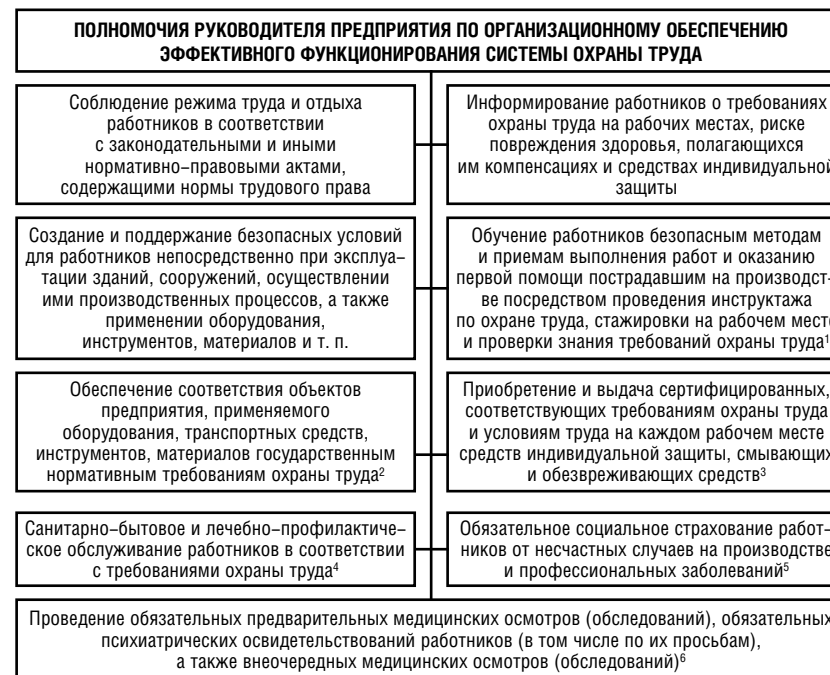 ПОЛНОМОЧИЯ РУКОВОДИТЕЛЯ ПРЕДПРИЯТИЯ ПО ОРГАНИЗАЦИОННОМУ ОБЕСПЕЧЕНИЮ
ЭФФЕКТИВНОГО ФУНКЦИОНИРОВАНИЯ СИСТЕМЫ ОХРАНЫ ТРУДА
Соблюдение режима труда и отдыха
работников в соответствии
с законодательными и иными
нормативно–правовыми актами,
содержащими нормы трудового права
Информирование работников о требованиях
охраны труда на рабочих местах, риске
повреждения здоровья, полагающихся
им компенсациях и средствах индивидуальной
защиты
Создание и поддержание безопасных условий
для работников непосредственно при эксплуа–
тации зданий, сооружений, осуществлении
ими производственных процессов, а также
применении оборудования,
инструментов, материалов и т. п.
Обучение работников безопасным методам
и приемам выполнения работ и оказанию
первой помощи пострадавшим на производст–
ве посредством проведения инструктажа
по охране труда, стажировки на рабочем месте
и проверки знания требований охраны труда¹
Обеспечение соответствия объектов
предприятия, применяемого
оборудования, транспортных средств,
инструментов, материалов государственным
нормативным требованиям охраны труда²
Приобретение и выдача сертифицированных,
соответствующих требованиям охраны труда
и условиям труда на каждом рабочем месте
средств индивидуальной защиты, смывающих
и обезвреживающих средств³
Санитарно–бытовое и лечебно–профилактиче–
ское обслуживание работников в соответствии
с требованиями охраны труда⁴
Обязательное социальное страхование работ–
ников от несчастных случаев на производстве
и профессиональных заболеваний⁵
Проведение обязательных предварительных медицинских осмотров (обследований), обязательных
психиатрических освидетельствований работников (в том числе по их просьбам),
а также внеочередных медицинских осмотров (обследований)⁶